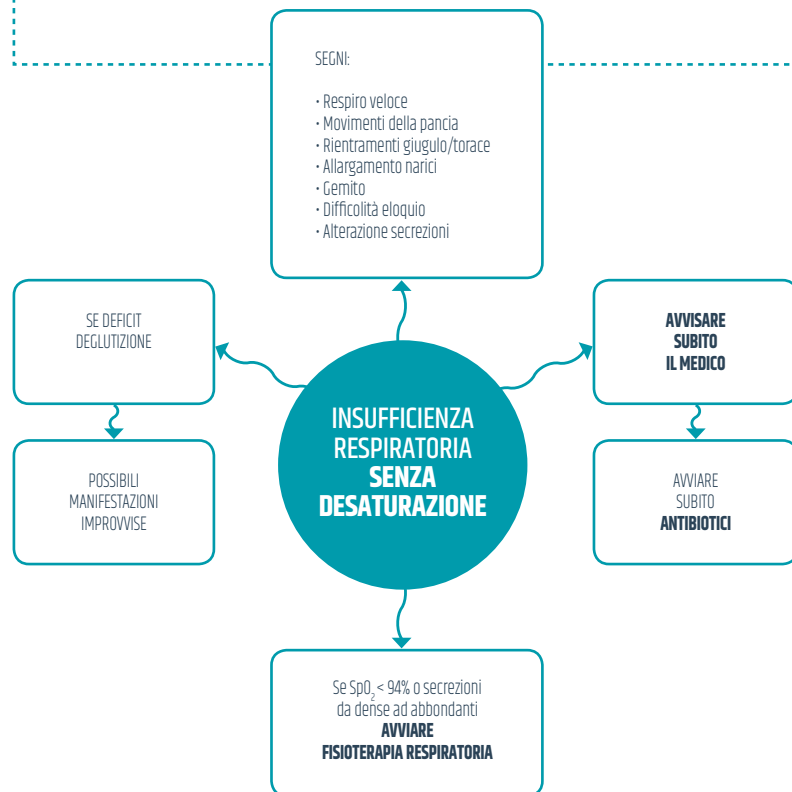 SEGNI:
• Respiro veloce
• Movimenti della pancia
• Rientramenti giugulo/torace
• Allargamento narici
• Gemito
• Difficolità eloquio
• Alterazione secrezioni
SE DEFICIT
DEGLUTIZIONE
AVVISARE
SUBITO
IL MEDICO
INSUFFICIENZA
RESPIRATORIA
SENZA
DESATURAZIONE
POSSIBILI
MANIFESTAZIONI
IMPROVVISE
AVVIARE
SUBITO
ANTIBIOTICI
Se SpO₂ < 94% o secrezioni
da dense ad abbondanti
AVVIARE
FISIOTERAPIA RESPIRATORIA